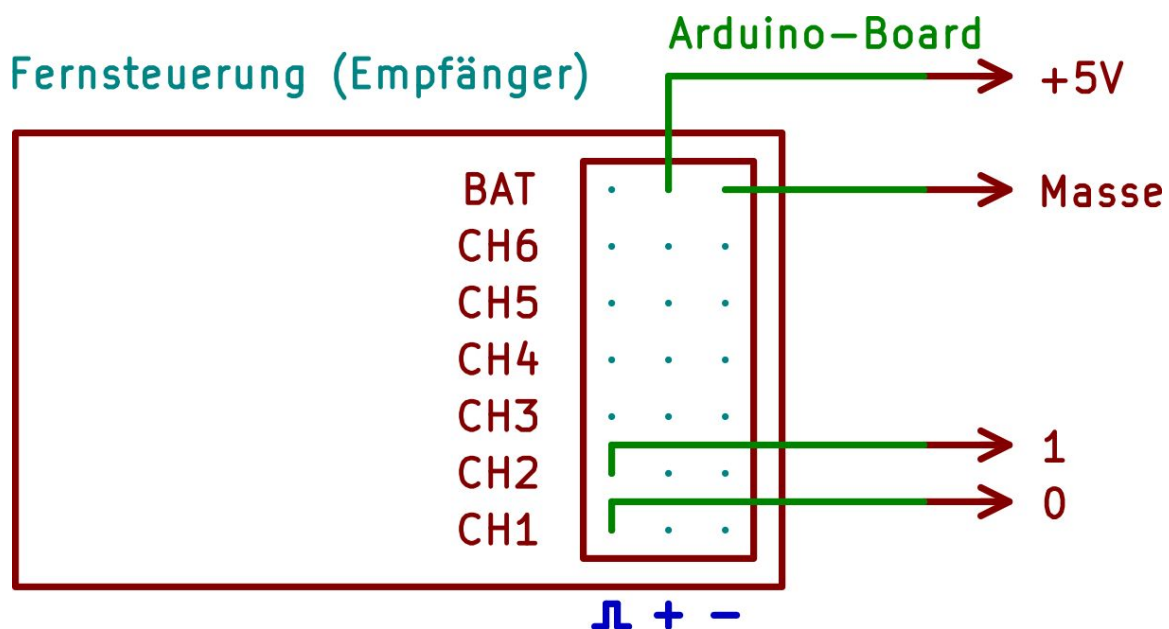 Arduino-Board
Fernsteuerung (Empfänger)
+5V
BAT
Masse
CH6
CH5
CH4
CH3
1
CH2
0
CH1
+ -